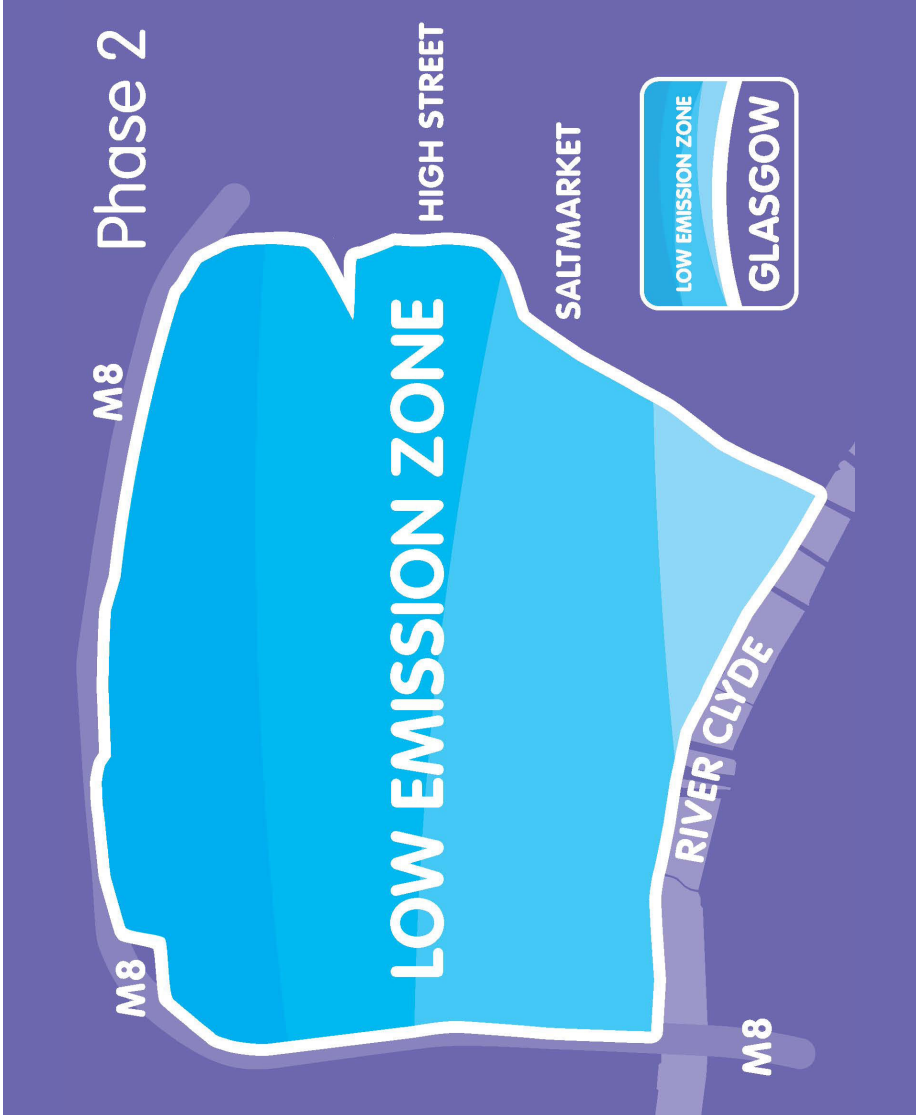 Phase 2
M8
HIGH STREET
M8
LOW EMISSION ZONE
SALTMARKET
LOW EMISSION ZONE
GLASGOW
RIVER CLYDE
M8